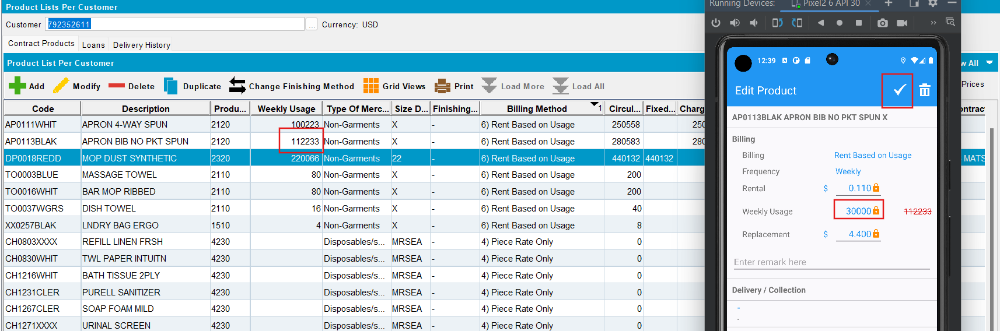 Product Lists Per Customer
Customer 792352611 ... Currency: USD
Contract Products Loans Delivery History
Product List Per Customer
Add Modify Delete Duplicate Change Finishing Method Grid Views Print Load More Load All
Code Description Produ... Weekly Usage Type Of Merc... Size D... Finishing... Billing Method 1 Circul... Fixed... Charg
AP0111WHIT APRON 4-WAY SPUN 2120 100223 Non-Garments X - 6) Rent Based on Usage 250558 250
AP0113BLAK APRON BIB NO PKT SPUN 2120 112233 Non-Garments X - 6) Rent Based on Usage 280583 280
DP0018REDD MOP DUST SYNTHETIC 2320 220066 Non-Garments 22 - 6) Rent Based on Usage 440132 440132
TO0003BLUE MASSAGE TOWEL 2110 80 Non-Garments X - 6) Rent Based on Usage 200
TO0016WHIT BAR MOP RIBBED 2110 80 Non-Garments X - 6) Rent Based on Usage 200
TO0037WGRS DISH TOWEL 2110 16 Non-Garments X - 6) Rent Based on Usage 40
XX0257BLAK LNDRY BAG ERGO 1510 4 Non-Garments X - 6) Rent Based on Usage 8
CH0803XXXX REFILL LINEN FRSH 4230 Disposables/s... MRSEA - 4) Piece Rate Only 0
CH0830WHIT TWL PAPER INTUITN 4230 Disposables/s... MRSEA - 4) Piece Rate Only 0
CH1216WHIT BATH TISSUE 2PLY 4230 Disposables/s... MRSEA - 4) Piece Rate Only 0
CH1231CLER PURELL SANITIZER 4230 Disposables/s... MRSEA - 4) Piece Rate Only 0
CH1267CLER SOAP FOAM MILD 4230 Disposables/s... MRSEA - 4) Piece Rate Only 0
CH1271XXXX URINAL SCREEN 4230 Disposables/s... MRSEA - 4) Piece Rate Only 0
Running Devices: Pixel2 6 API 30
12:39
Edit Product
AP0113BLAK APRON BIB NO PKT SPUN X
Billing
Billing Rent Based on Usage
Frequency Weekly
Rental $ 0.110
Weekly Usage 30000 112233
Replacement $ 4.400
Enter remark here
Delivery / Collection
-
-
w All
Prices
ontract
MATS